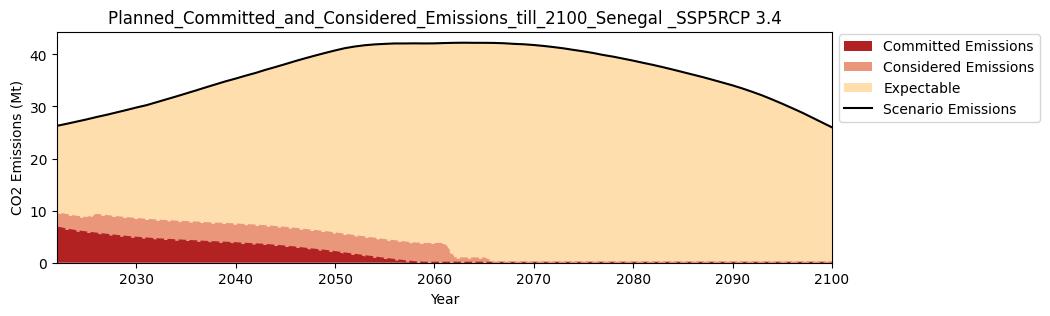 Planned_Committed_and_Considered_Emissions_till_2100_Senegal _SSP5RCP 3.4
Committed Emissions
Considered Emissions
Expectable
Scenario Emissions
CO2 Emissions (Mt)
40
30
20
10
0
2030 2040 2050 2060 2070 2080 2090 2100
Year